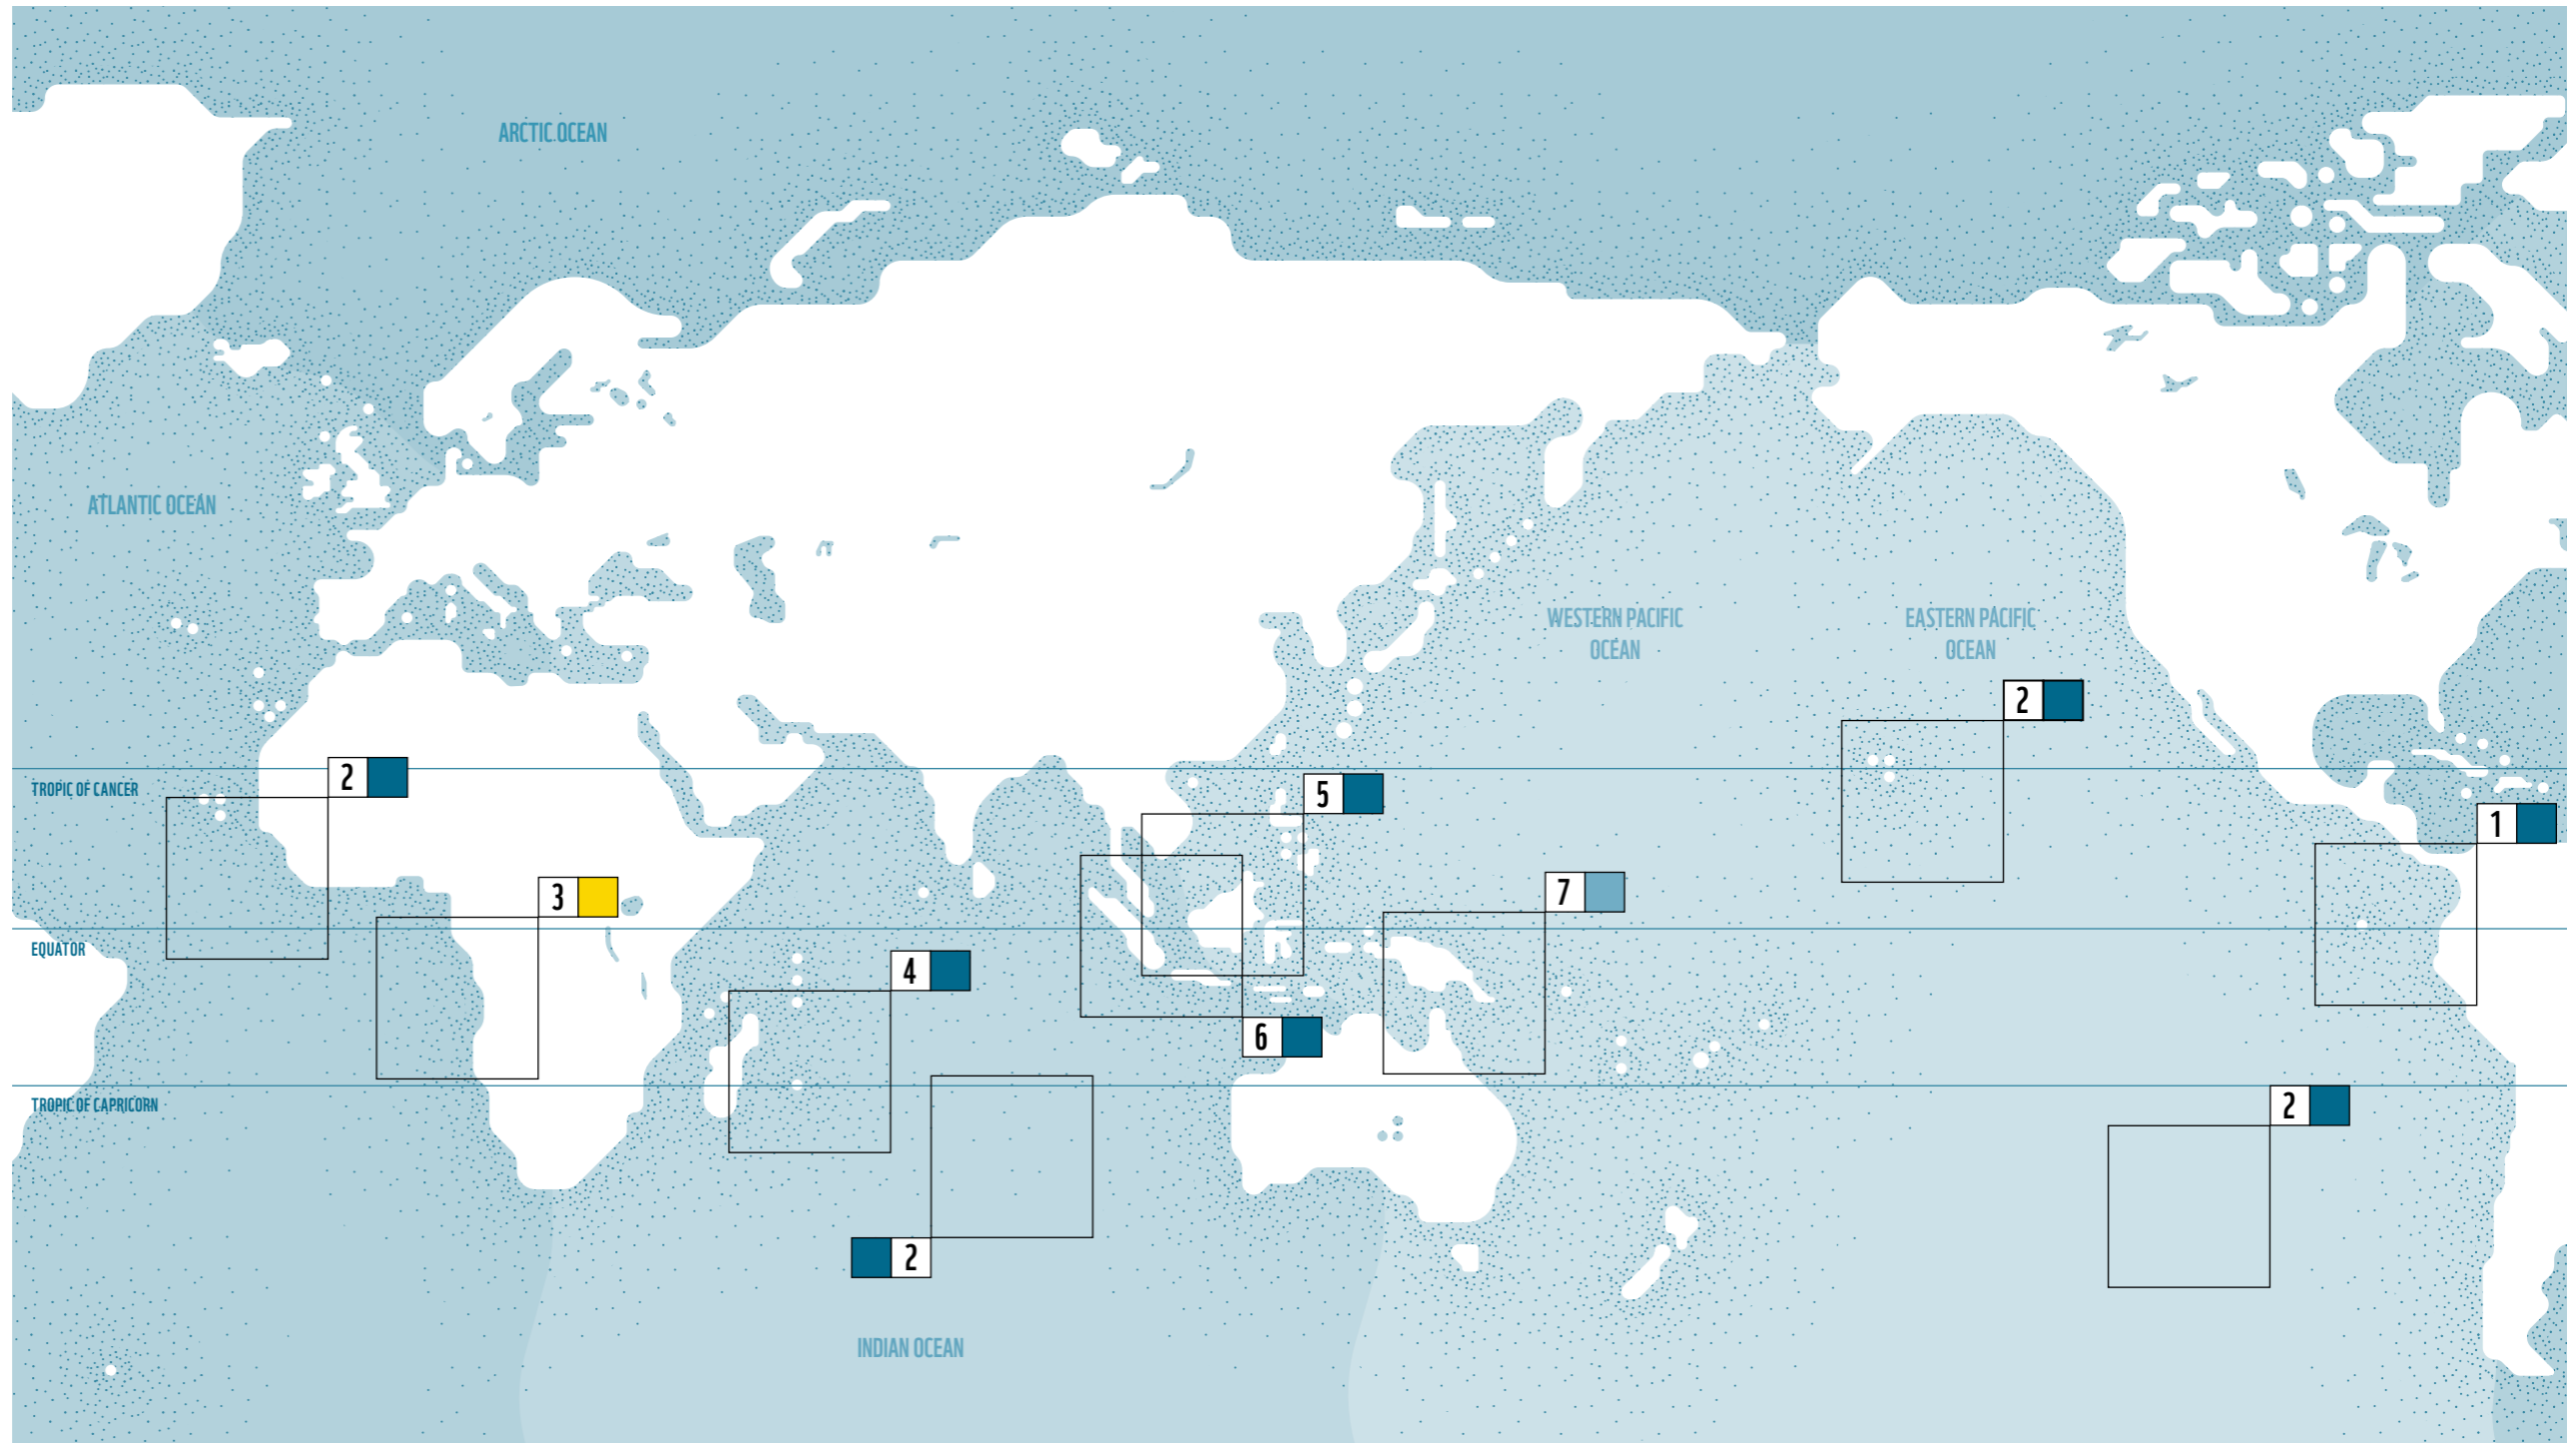 ARCTIC OCEAN
ATLANTIC OCEAN
WESTERN PACIFIC
OCEAN
EASTERN PACIFIC
OCEAN
2
2
TROPIC OF CANCER
5
1
3
7
EQUATOR
4
6
TROPIC OF CAPRICORN
2
2
INDIAN OCEAN